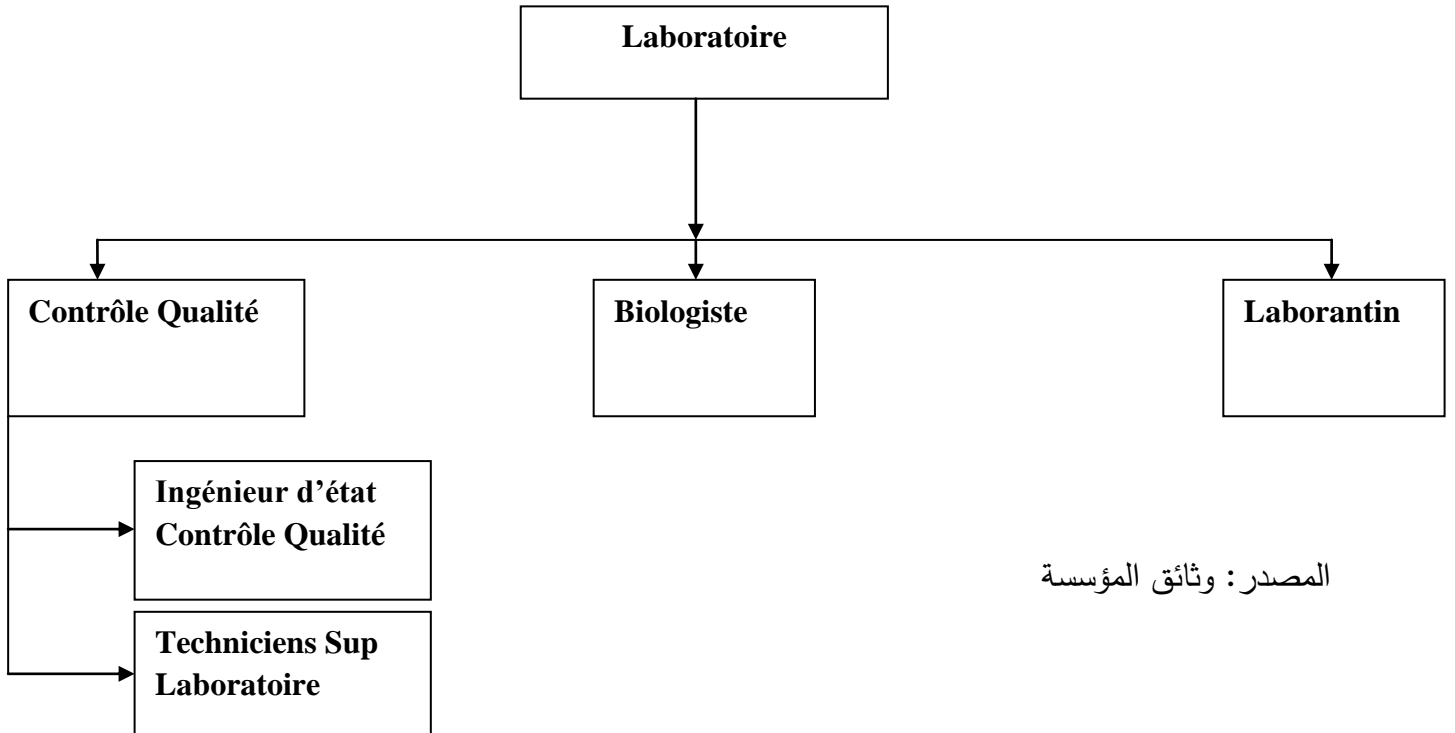 Laboratoire
Contrôle Qualité
Biologiste
Laborantin
Ingénieur d’état
Contrôle Qualité
المصدر: وثائق المؤسسة
Techniciens Sup
Laboratoire